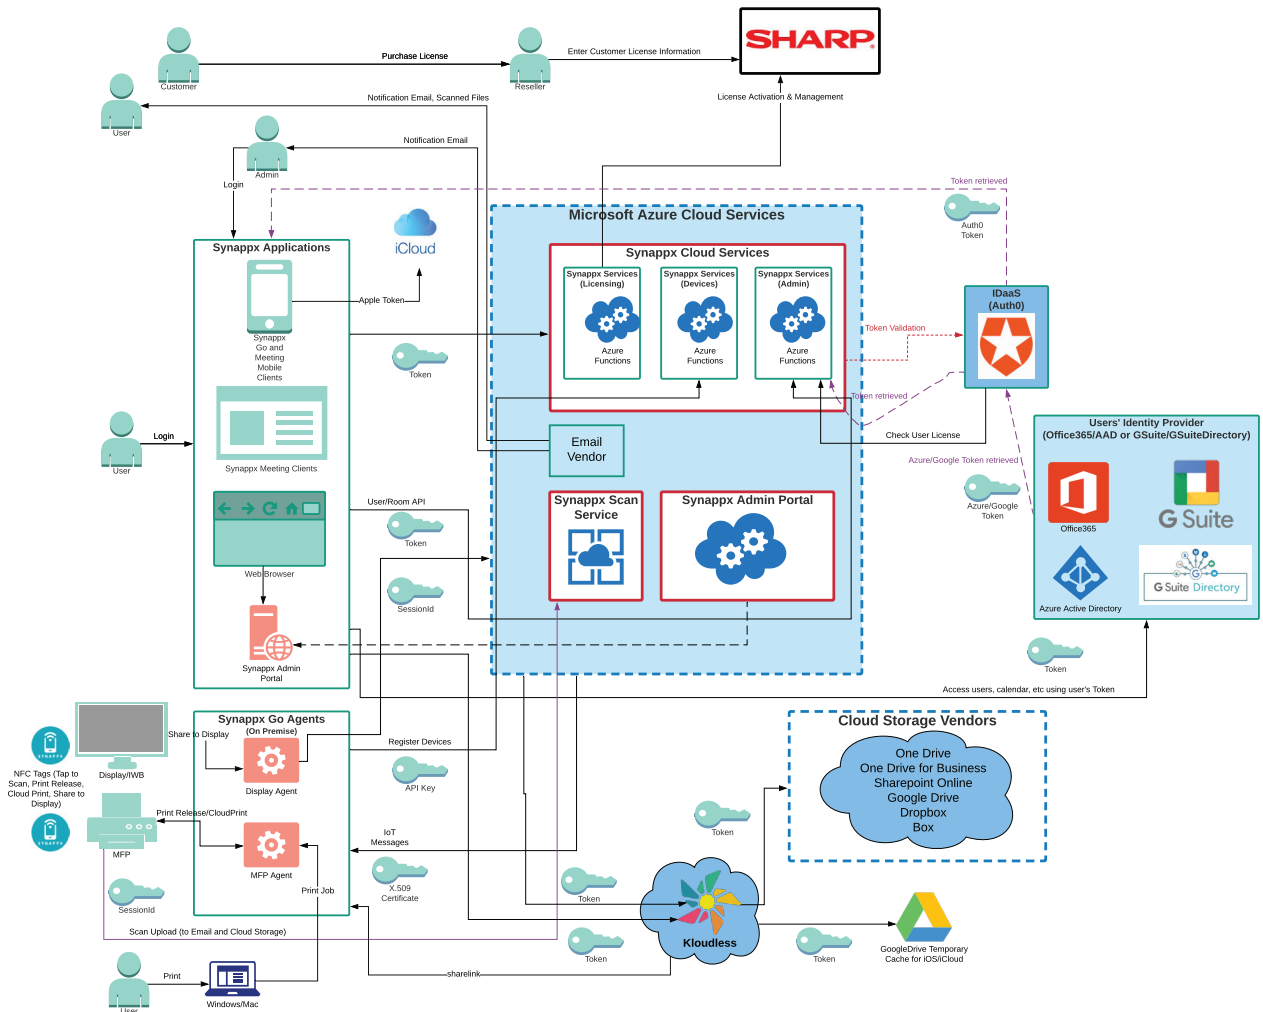 SHARP
Purchase License
Enter Customer License Information
Customer
Reseller
License Activation & Management
Notification Email, Scanned Files
User
Notification Email
Admin
Login
Token retrieved
Auth0
Token
iCloud
Microsoft Azure Cloud Services
Synappx Applications
Synappx Cloud Services
Synappx Services
(Licensing)
Synappx Services
(Devices)
Synappx Services
(Admin)
Azure
Functions
Azure
Functions
Azure
Functions
IDaaS
(Auth0)
Apple Token
Synappx
Go and
Meeting
Mobile
Clients
Token
Token Validation
Token retrieved
Check User License
Users' Identity Provider
(Office365/AAD or GSuite/GSuiteDirectory)
Login
User
Synappx Meeting Clients
Email
Vendor
Azure/Google Token retrieved
Azure/Google
Token
Office365
G Suite
Azure Active Directory
G Suite Directory
User/Room API
Token
Synappx Scan
Service
Synappx Admin Portal
Web Browser
SessionId
Synappx Admin
Portal
Token
Access users, calendar, etc using user's Token
Synappx Go Agents
(On Premise)
Share to Display
Display Agent
Register Devices
API Key
SYNAPPX
NFC Tags (Tap to
Scan, Print Release,
Cloud Print, Share to
Display)
SYNAPPX
Display/IWB
Print Release/CloudPrint
MFP
MFP Agent
IoT
Messages
X.509
Certificate
Print Job
SessionId
Scan Upload (to Email and Cloud Storage)
Cloud Storage Vendors
One Drive
One Drive for Business
Sharepoint Online
Google Drive
Dropbox
Box
Token
Token
Token
Kloudless
Token
GoogleDrive Temporary
Cache for iOS/iCloud
sharelink
Print
User
Windows/Mac